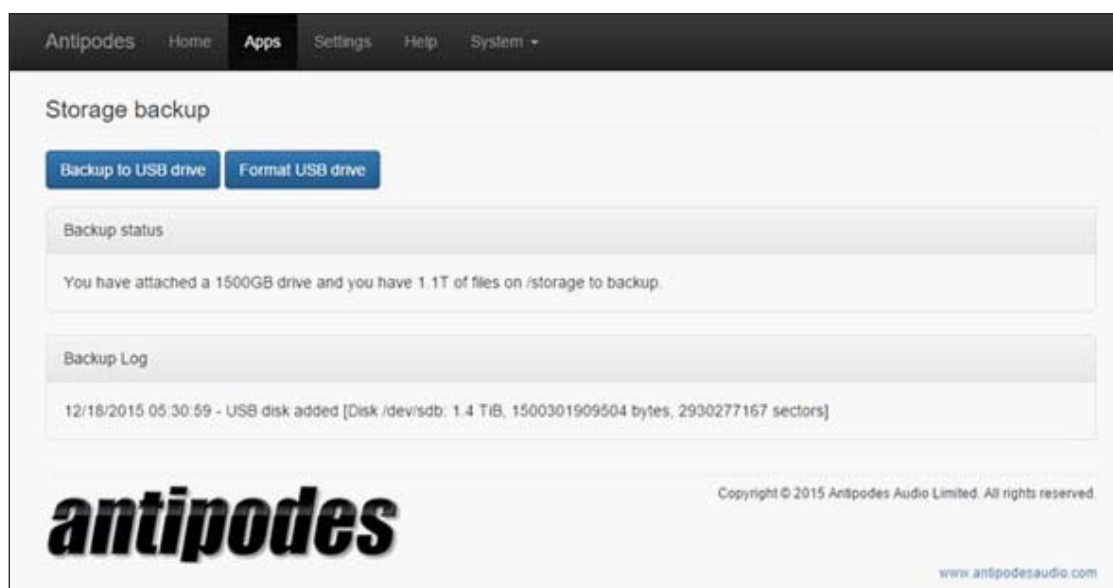 Antipodes Home Apps Settings Help System
Storage backup
Backup to USB drive Format USB drive
Backup status
You have attached a 1500GB drive and you have 1.1T of files on /storage to backup.
Backup Log
12/18/2015 05:30:59 - USB disk added [Disk /dev/sdb: 1.4 TiB, 1500301909504 bytes, 2930277167 sectors]
antipodes
Copyright © 2015 Antipodes Audio Limited. All rights reserved.
www.antipodesaudio.com